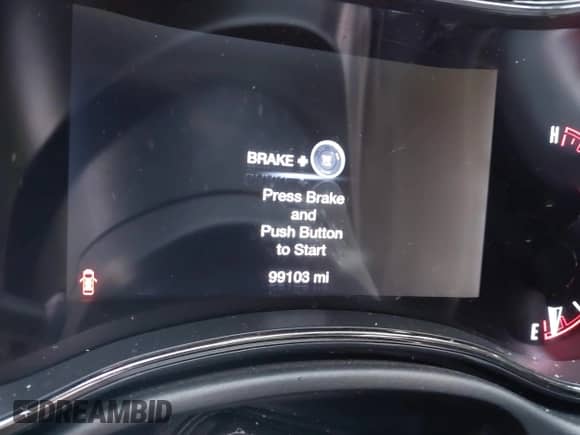 BRAKE +
Press Brake
and
Push Button
to Start
99103 mi
H
E
DREAMBID